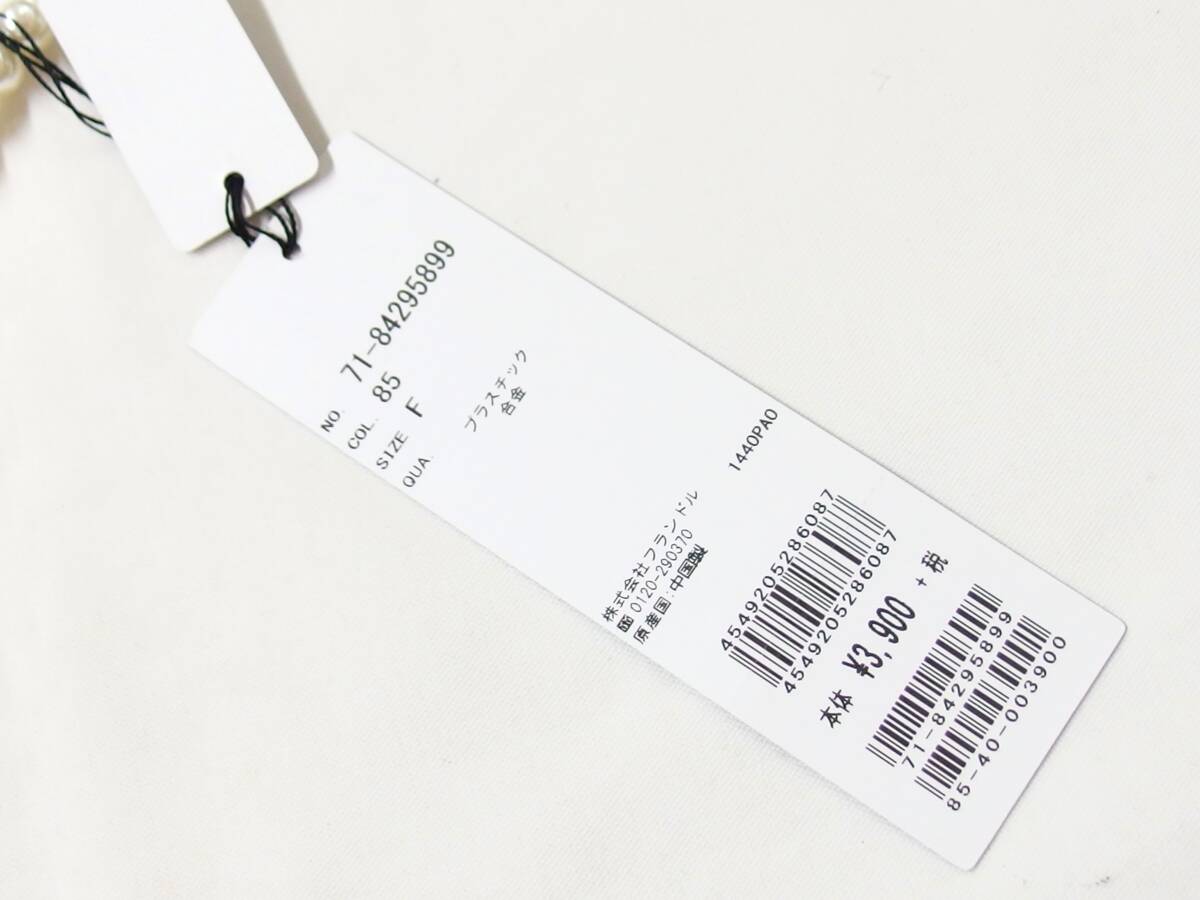 NO. 71-84295899
COL. 85
SIZE F
QUA. プラスチック
合金
1440PA0
株式会社フランドル
0120-290370
原産国:中国製
4549205286087
4549205286087
本体 ¥3,900 +税
71-84295899
85-40-003900